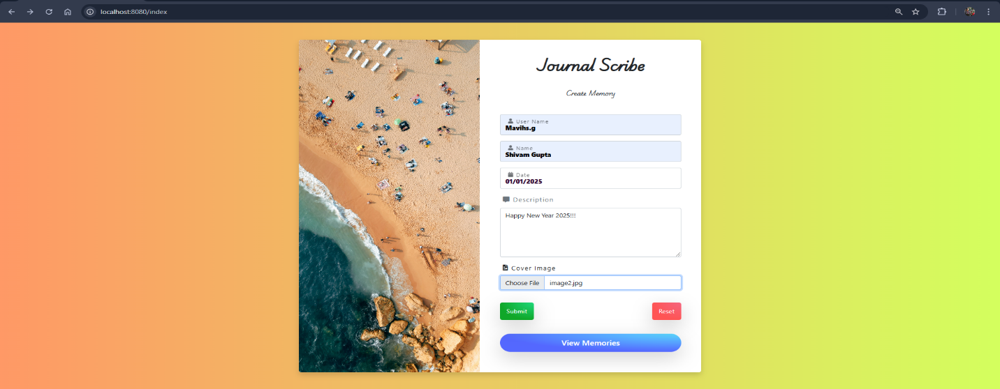 localhost:8080/index
Journal Scribe
Create Memory
User Name
Mavihs.g
Name
Shivam Gupta
Date
01/01/2025
Description
Happy New Year 2025!!!
Cover Image
Choose File image2.jpg
Submit Reset
View Memories